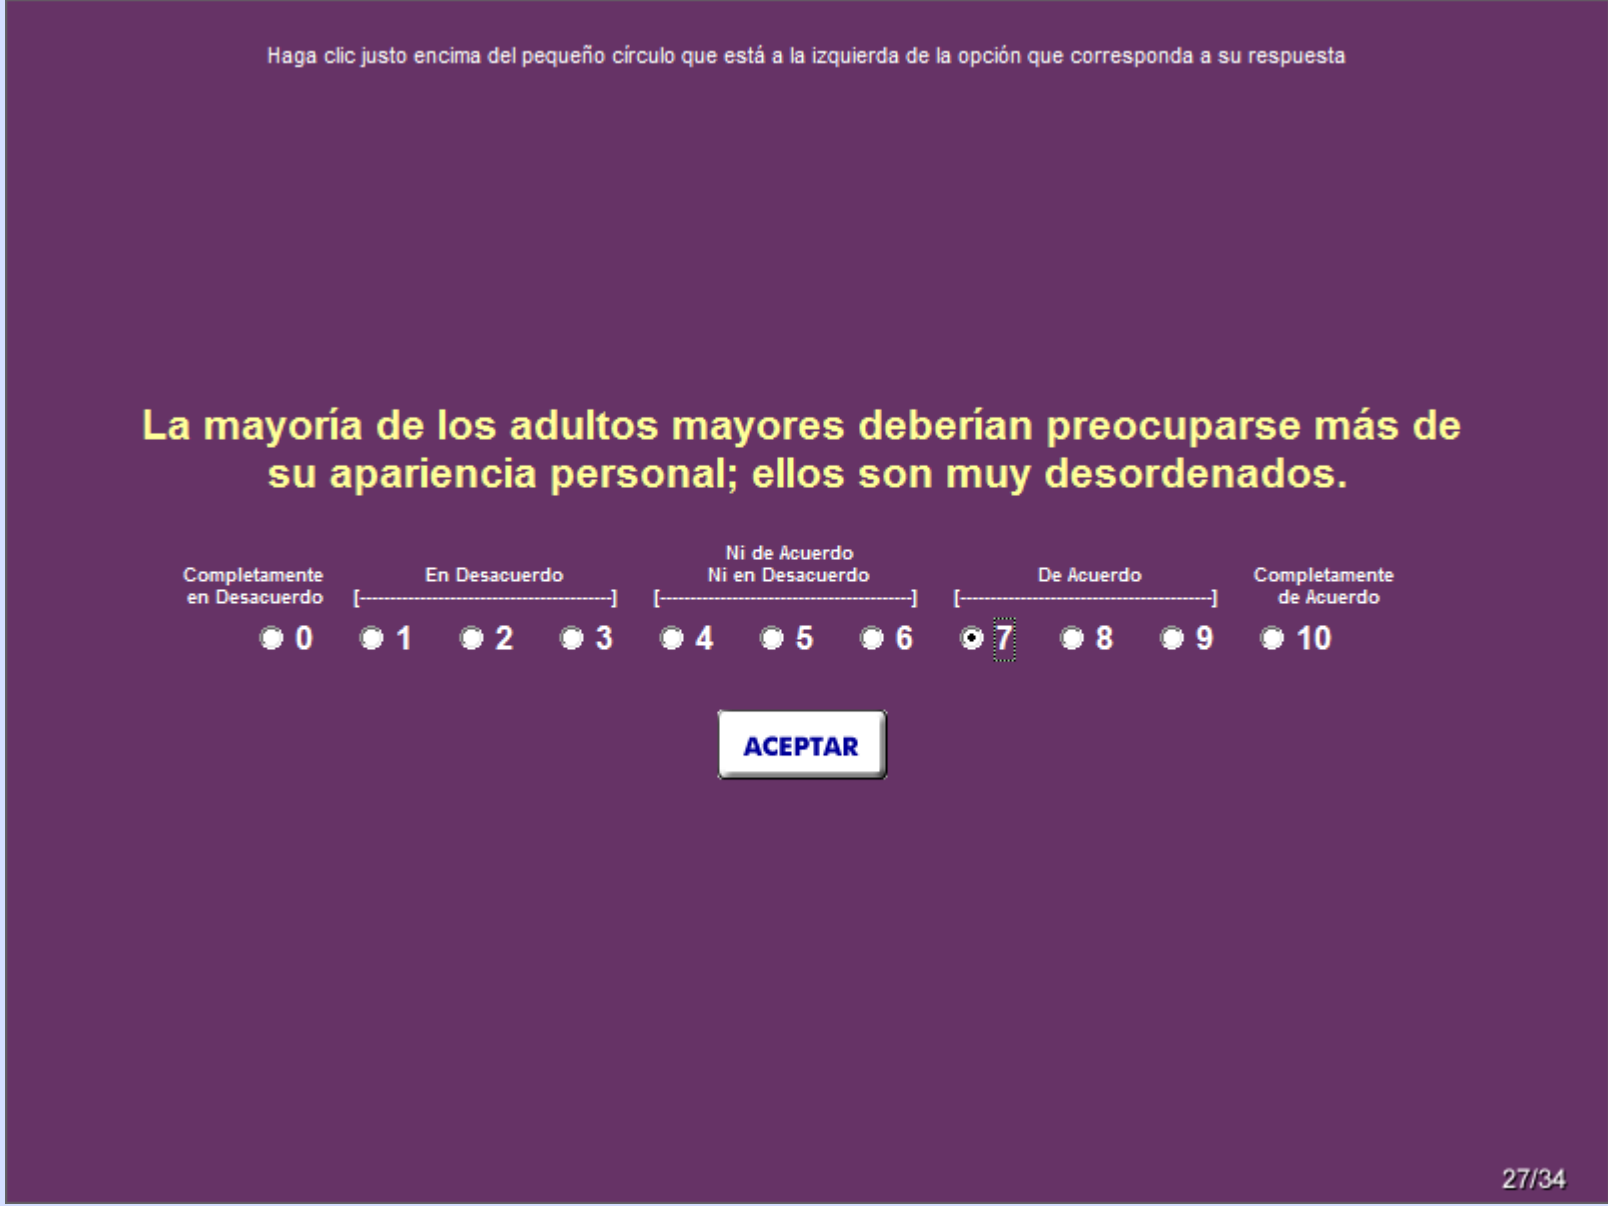 Haga clic justo encima del pequeño círculo que está a la izquierda de la opción que corresponda a su respuesta
La mayoría de los adultos mayores deberían preocuparse más de
su apariencia personal; ellos son muy desordenados.
Ni de Acuerdo
Completamente En Desacuerdo Ni en Desacuerdo De Acuerdo Completamente
en Desacuerdo [------------------------------------------] [------------------------------------------] [------------------------------------------] de Acuerdo
0 1 2 3 4 5 6 7 8 9 10
ACEPTAR
27/34